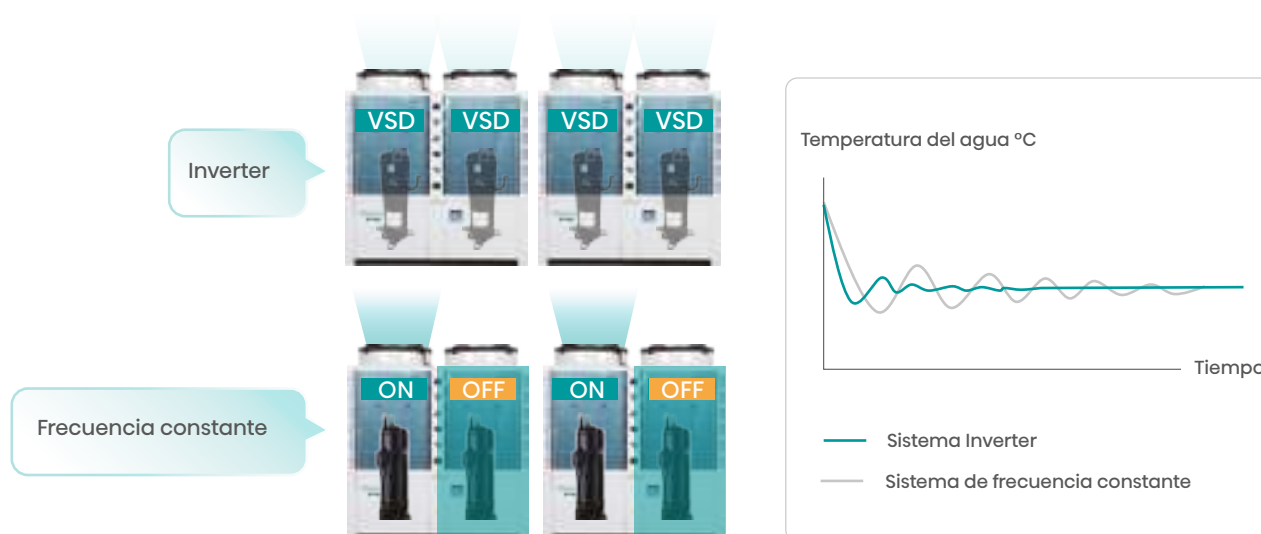 VSD VSD VSD VSD
Inverter
ON OFF ON OFF
Frecuencia constante
Temperatura del agua °C
Tiempo
Sistema Inverter
Sistema de frecuencia constante